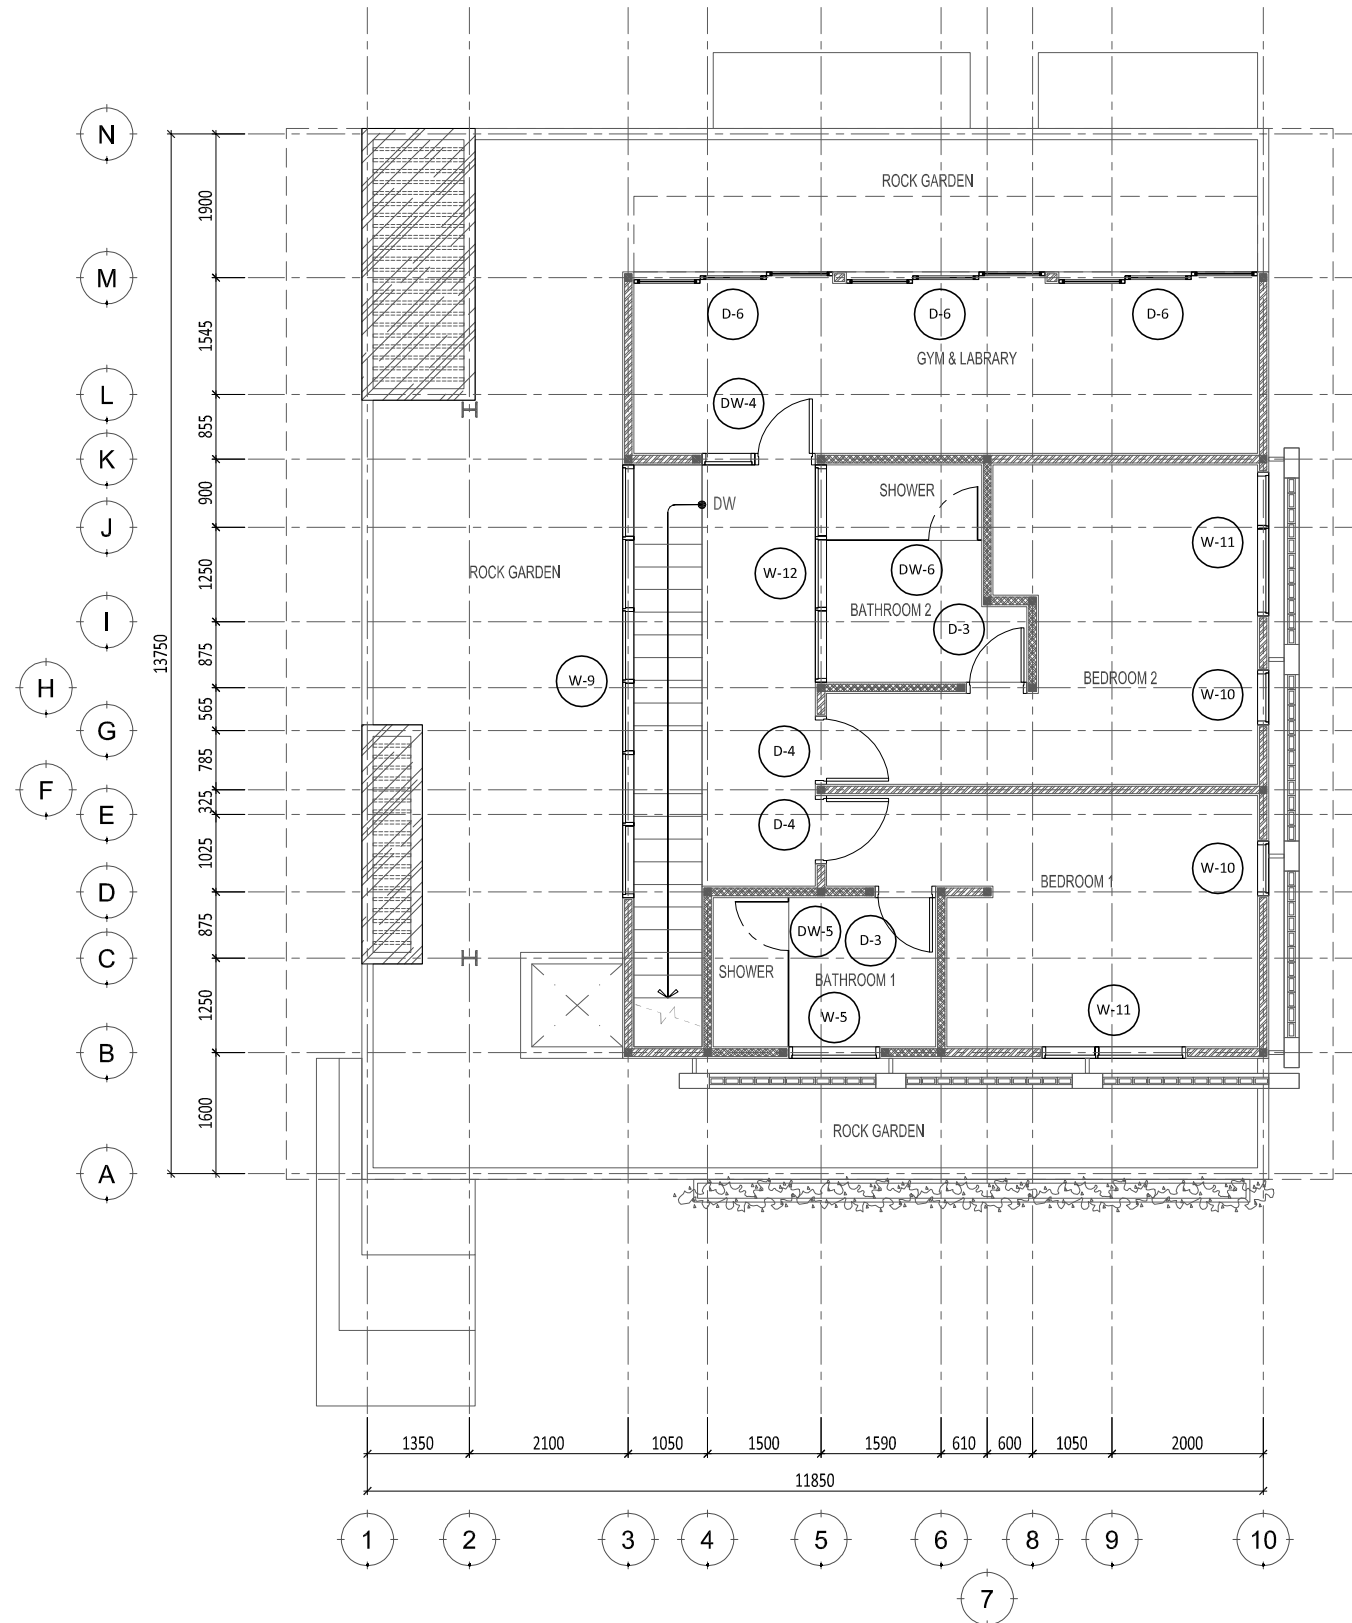 N
1900
ROCK GARDEN
M
D-6
D-6
D-6
1545
GYM & LABRARY
L
DW-4
855
K
900
SHOWER
DW
J
W-11
1250
ROCK GARDEN
W-12
DW-6
BATHROOM 2
I
D-3
13750
875
W-9
BEDROOM 2
H
W-10
565
G
D-4
785
F
325
E
D-4
1025
W-10
D
BEDROOM 1
875
DW-5
D-3
C
SHOWER
BATHROOM 1
1250
W-5
W-11
B
1600
ROCK GARDEN
A
1350
2100
1050
1500
1590
610
600
1050
2000
11850
1
2
3
4
5
6
8
9
10
7